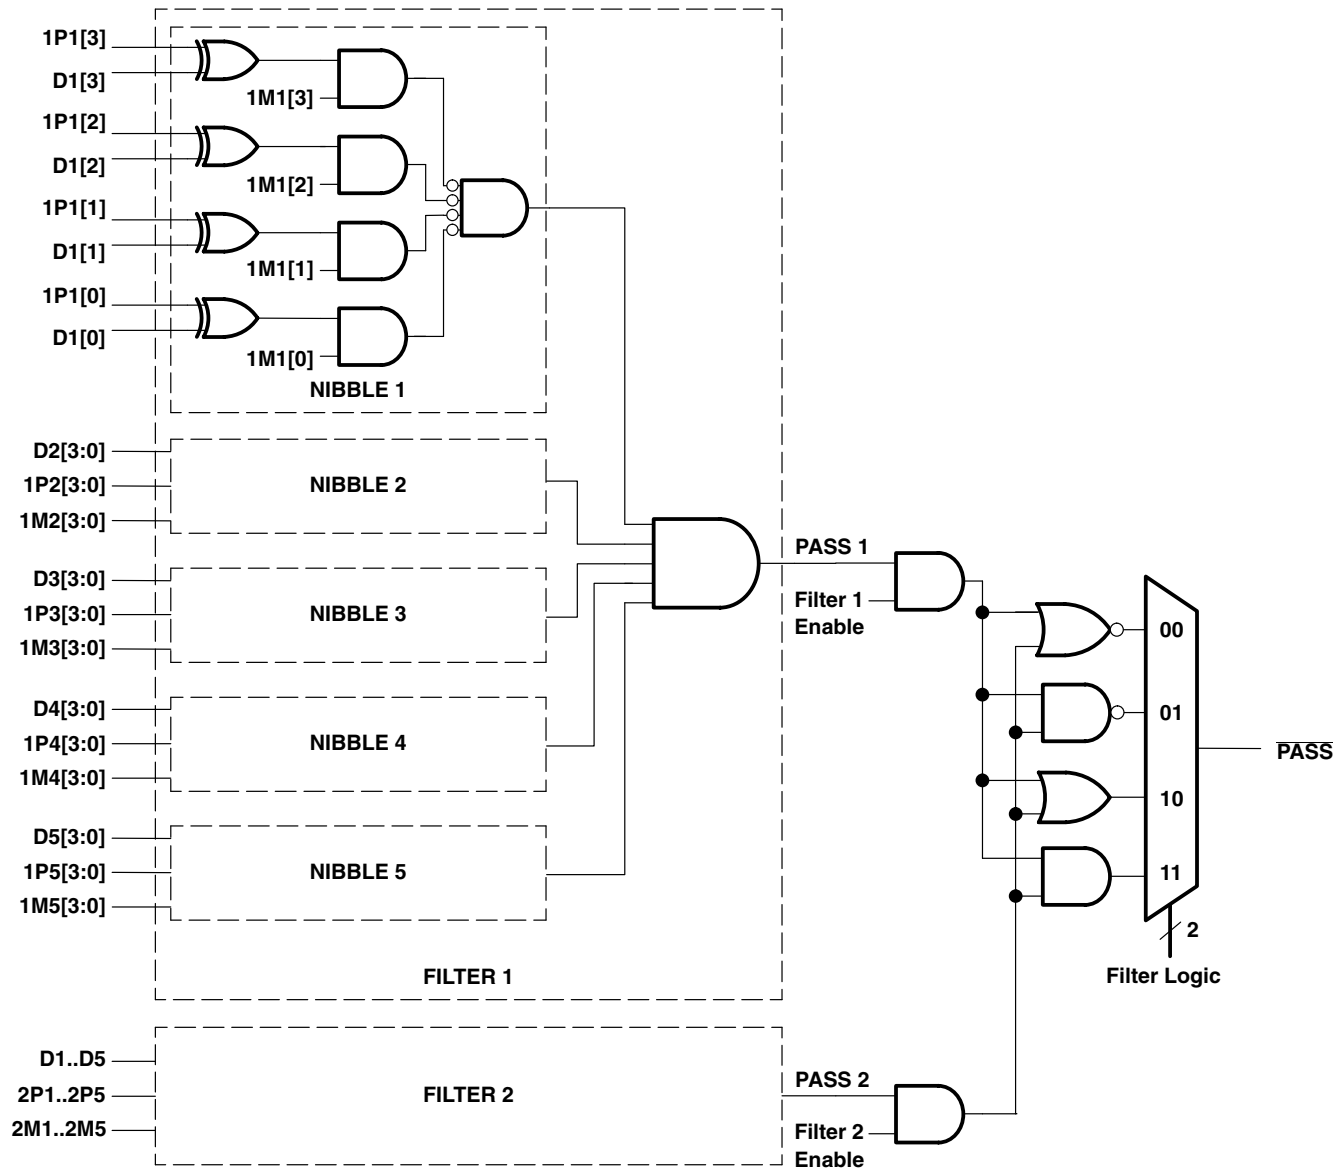 1P1[3]
D1[3]
1M1[3]
1P1[2]
D1[2]
1M1[2]
1P1[1]
D1[1]
1M1[1]
1P1[0]
D1[0]
1M1[0]
NIBBLE 1
D2[3:0]
1P2[3:0]
1M2[3:0]
NIBBLE 2
D3[3:0]
1P3[3:0]
1M3[3:0]
NIBBLE 3
D4[3:0]
1P4[3:0]
1M4[3:0]
NIBBLE 4
D5[3:0]
1P5[3:0]
1M5[3:0]
NIBBLE 5
FILTER 1
PASS 1
Filter 1
Enable
00
01
10
11
PASS
2
Filter Logic
D1..D5
2P1..2P5
2M1..2M5
FILTER 2
PASS 2
Filter 2
Enable